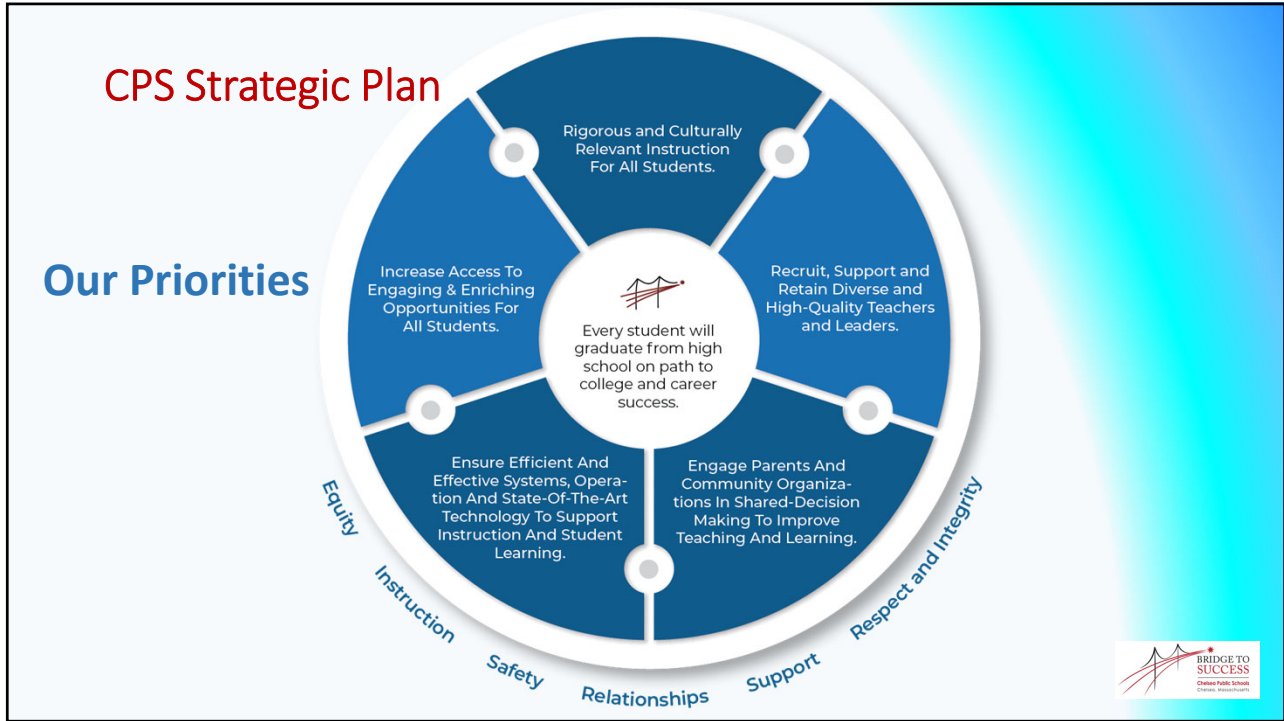 CPS Strategic Plan
Our Priorities
Rigorous and Culturally
Relevant Instruction
For All Students.
Increase Access To
Engaging & Enriching
Opportunities For
All Students.
Recruit, Support and
Retain Diverse and
High-Quality Teachers
and Leaders.
Every student will
graduate from high
school on path to
college and career
success.
Ensure Efficient And
Effective Systems, Opera-
tion And State-Of-The-Art
Technology To Support
Instruction And Student
Learning.
Engage Parents And
Community Organiza-
tions In Shared-Decision
Making To Improve
Teaching And Learning.
Equity
Instruction
Safety
Relationships
Support
Respect and Integrity
BRIDGE TO
SUCCESS
Chelsea Public Schools
Chelsea, Massachusetts